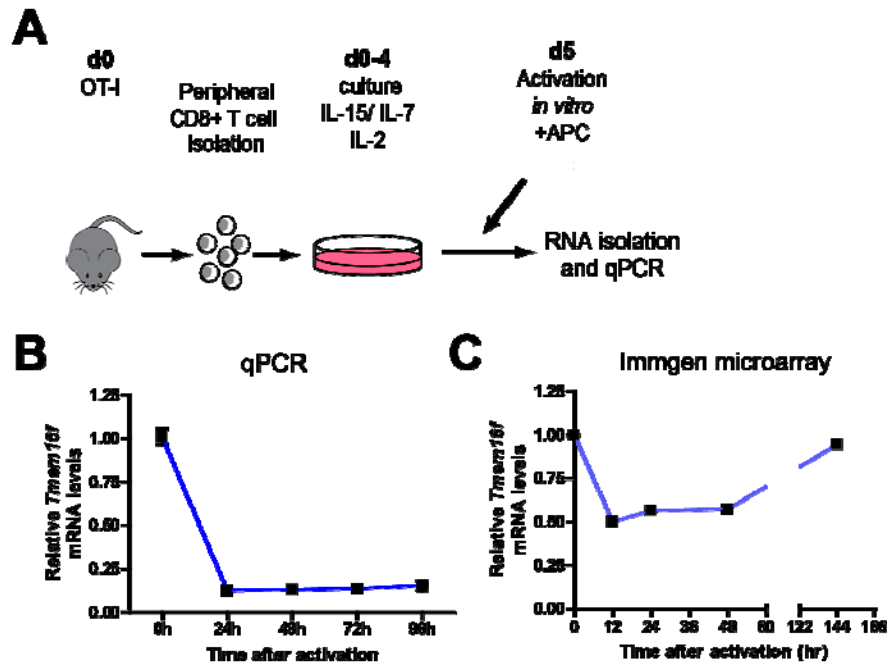 A
d0
OT-I
Peripheral
CD8+ T cell
Isolation
d0-4
culture
IL-15/ IL-7
IL-2
d5
Activation
in vitro
+APC
RNA isolation
and qPCR
B
qPCR
Relative Tmem16f
mRNA levels
1.25
1.00
0.75
0.50
0.25
0.00
0h
24h
48h
72h
96h
Time after activation
C
Immgen microarray
Relative Tmem16f
mRNA levels
1.25
1.00
0.75
0.50
0.25
0.00
0
12
24
36
48
60
144
Time after activation (hr)